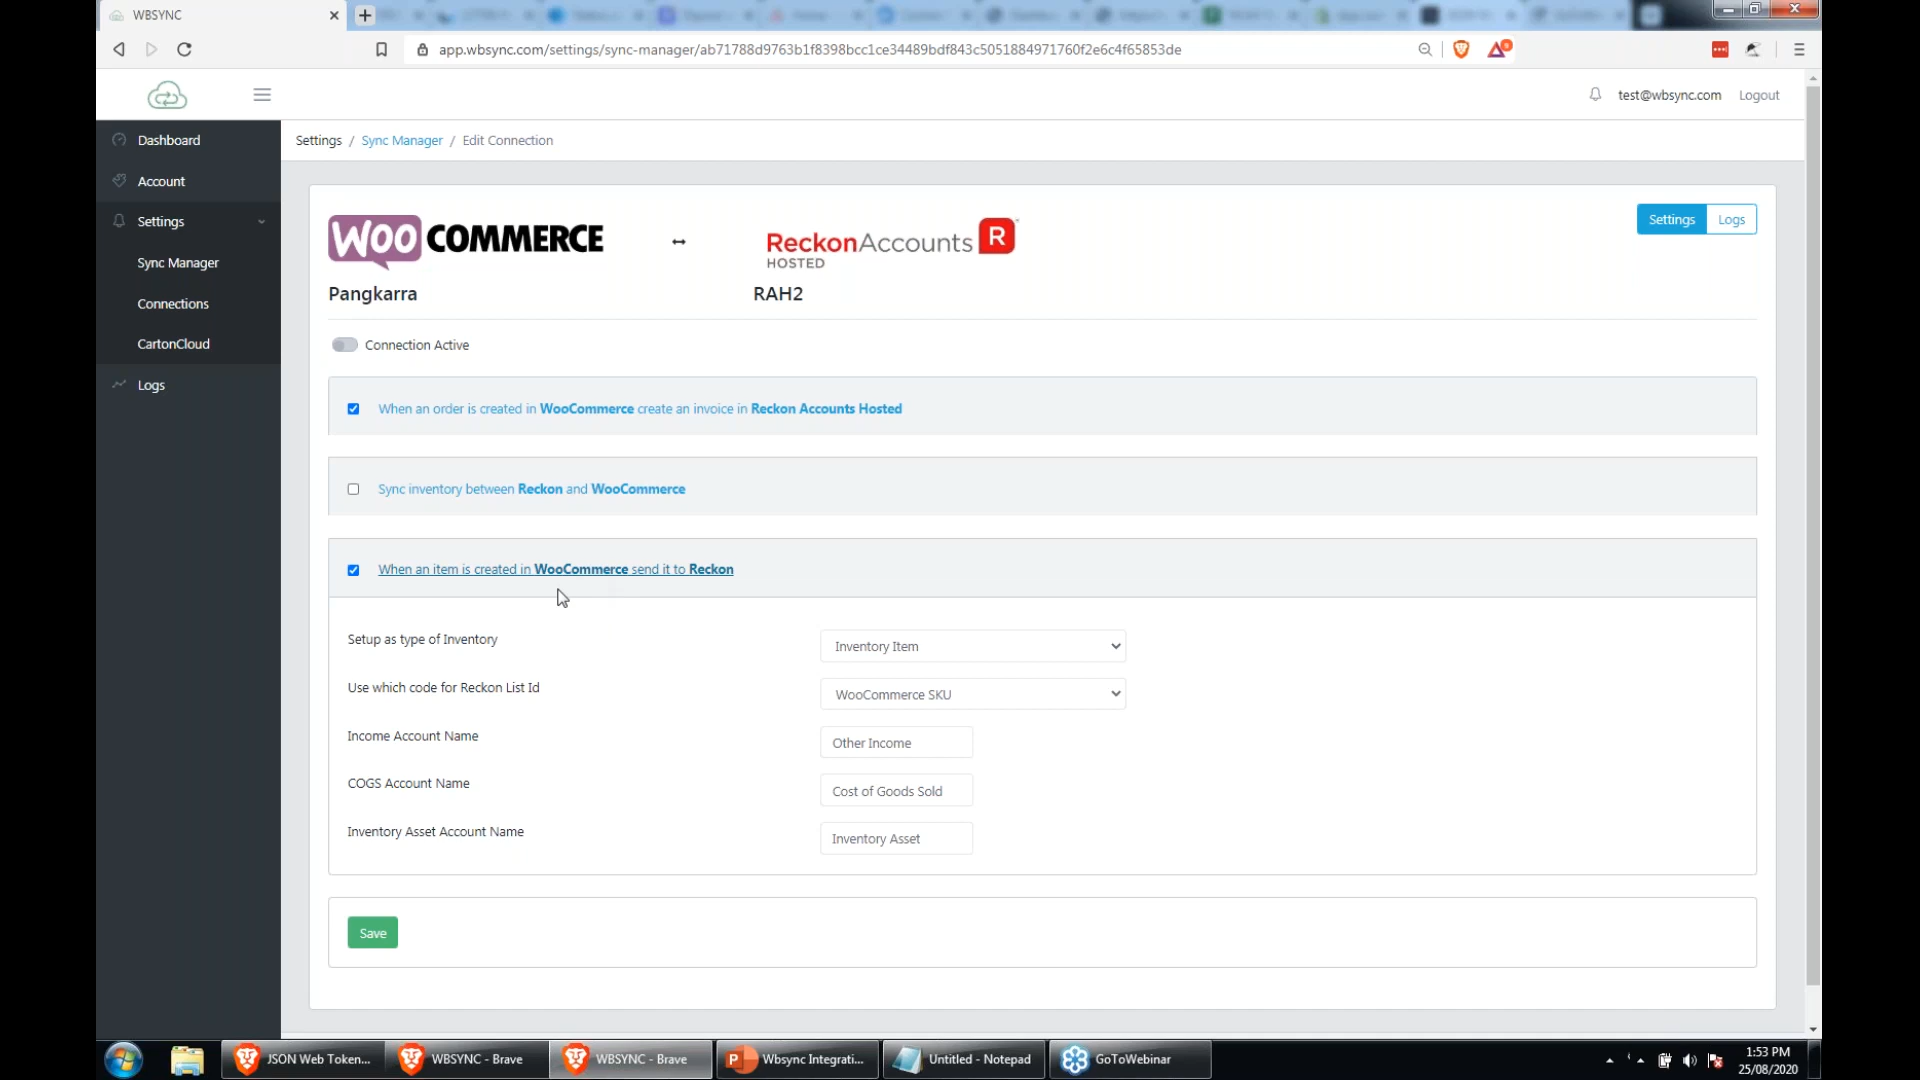 WBSYNC
app.wbsync.com/settings/sync-manager/ab71788d9763b1f8398bcc1ce34489bdf843c5051884971760f2e6c4f65853de
test@wbsync.com Logout
Dashboard
Account
Settings
Sync Manager
Connections
CartonCloud
Logs
Settings / Sync Manager / Edit Connection
WOO COMMERCE
ReckonAccounts R
HOSTED
Settings Logs
Pangkarra RAH2
Connection Active
When an order is created in WooCommerce create an invoice in Reckon Accounts Hosted
Sync inventory between Reckon and WooCommerce
When an item is created in WooCommerce send it to Reckon
Setup as type of Inventory Inventory Item
Use which code for Reckon List Id WooCommerce SKU
Income Account Name Other Income
COGS Account Name Cost of Goods Sold
Inventory Asset Account Name Inventory Asset
Save
JSON Web Token... WBSYNC - Brave WBSYNC - Brave Wbsync Integrati... Untitled - Notepad GoToWebinar
1:53 PM
25/08/2020